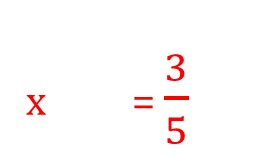 x = 3/5